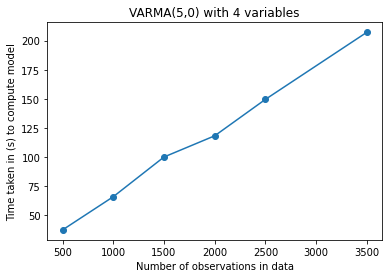 VARMA(5,0) with 4 variables
Time taken in (s) to compute model
200
175
150
125
100
75
50
500 1000 1500 2000 2500 3000 3500
Number of observations in data